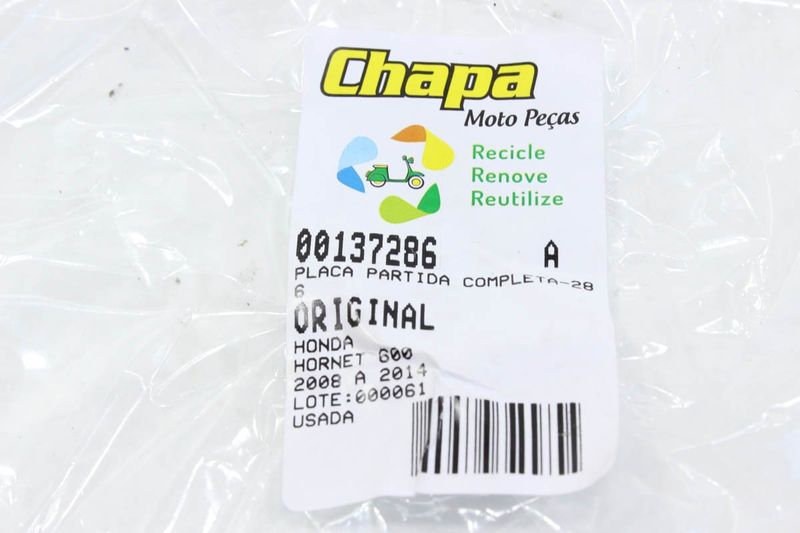 Chapa
Moto Peças
Recicle
Renove
Reutilize
00137286 A
PLACA PARTIDA COMPLETA-28
6
ORIGINAL
HONDA
HORNET 600
2008 A 2014
LOTE:000061
USADA